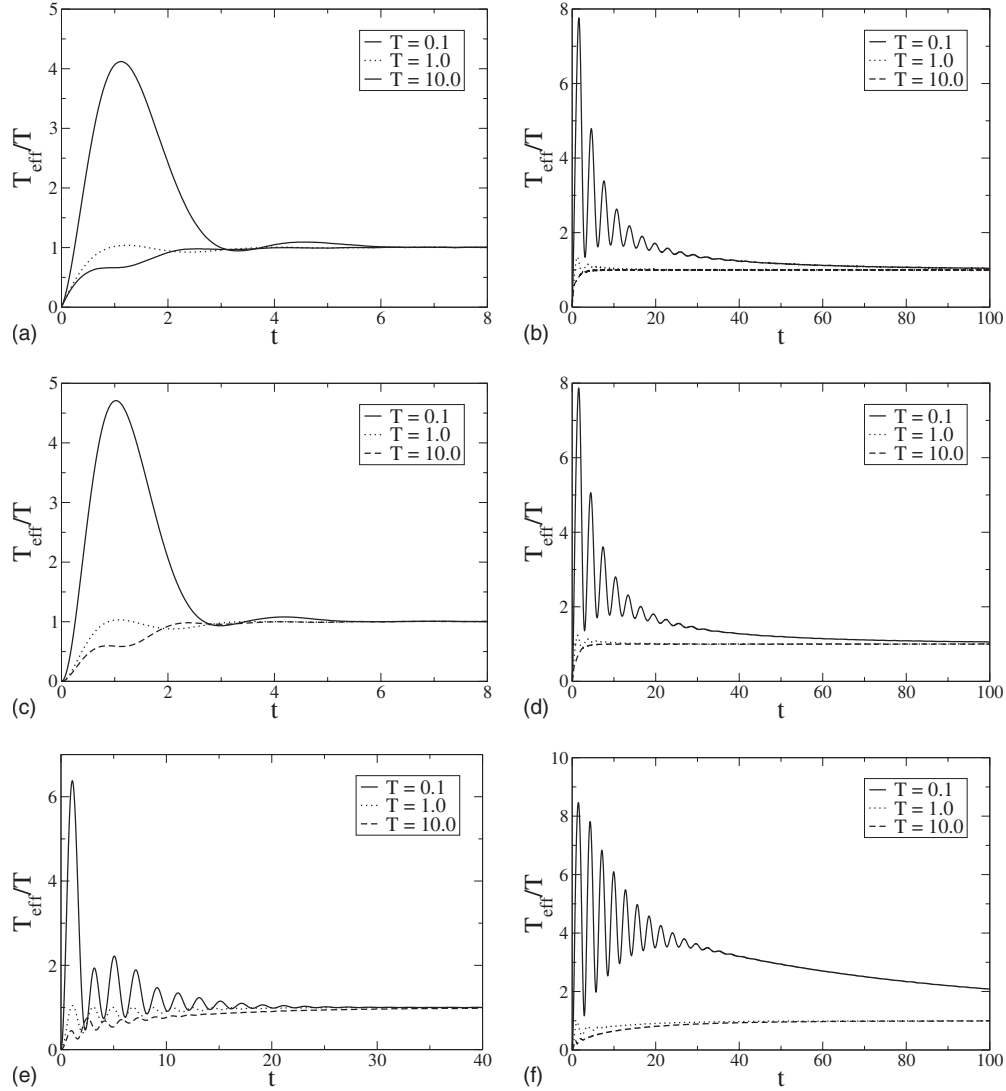 5
4
3
2
1
0
T_eff/T
T = 0.1
T = 1.0
T = 10.0
0 2 4 6 8
(a) t
8
6
4
2
0
T_eff/T
T = 0.1
T = 1.0
T = 10.0
0 20 40 60 80 100
(b) t
5
4
3
2
1
0
T_eff/T
T = 0.1
T = 1.0
T = 10.0
0 2 4 6 8
(c) t
8
6
4
2
0
T_eff/T
T = 0.1
T = 1.0
T = 10.0
0 20 40 60 80 100
(d) t
6
4
2
0
T_eff/T
T = 0.1
T = 1.0
T = 10.0
0 10 20 30 40
(e) t
10
8
6
4
2
0
T_eff/T
T = 0.1
T = 1.0
T = 10.0
0 20 40 60 80 100
(f) t